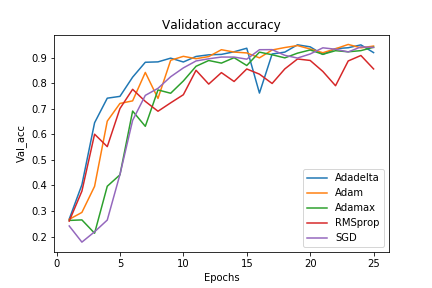 Validation accuracy
Val_acc
0.9
0.8
0.7
0.6
0.5
0.4
0.3
0.2
Adadelta
Adam
Adamax
RMSprop
SGD
0 5 10 15 20 25
Epochs